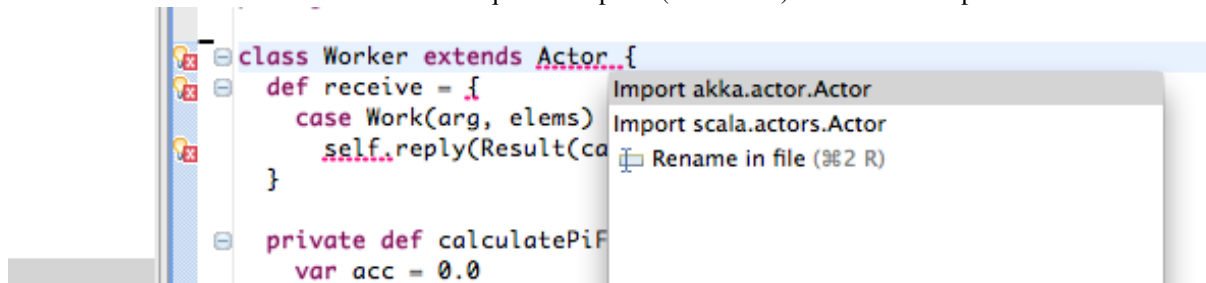 class Worker extends Actor {
def receive = {
case Work(arg, elems)
self.reply(Result(ca
}
private def calculatePiF
var acc = 0.0
Import akka.actor.Actor
Import scala.actors.Actor
Rename in file (⌘2 R)